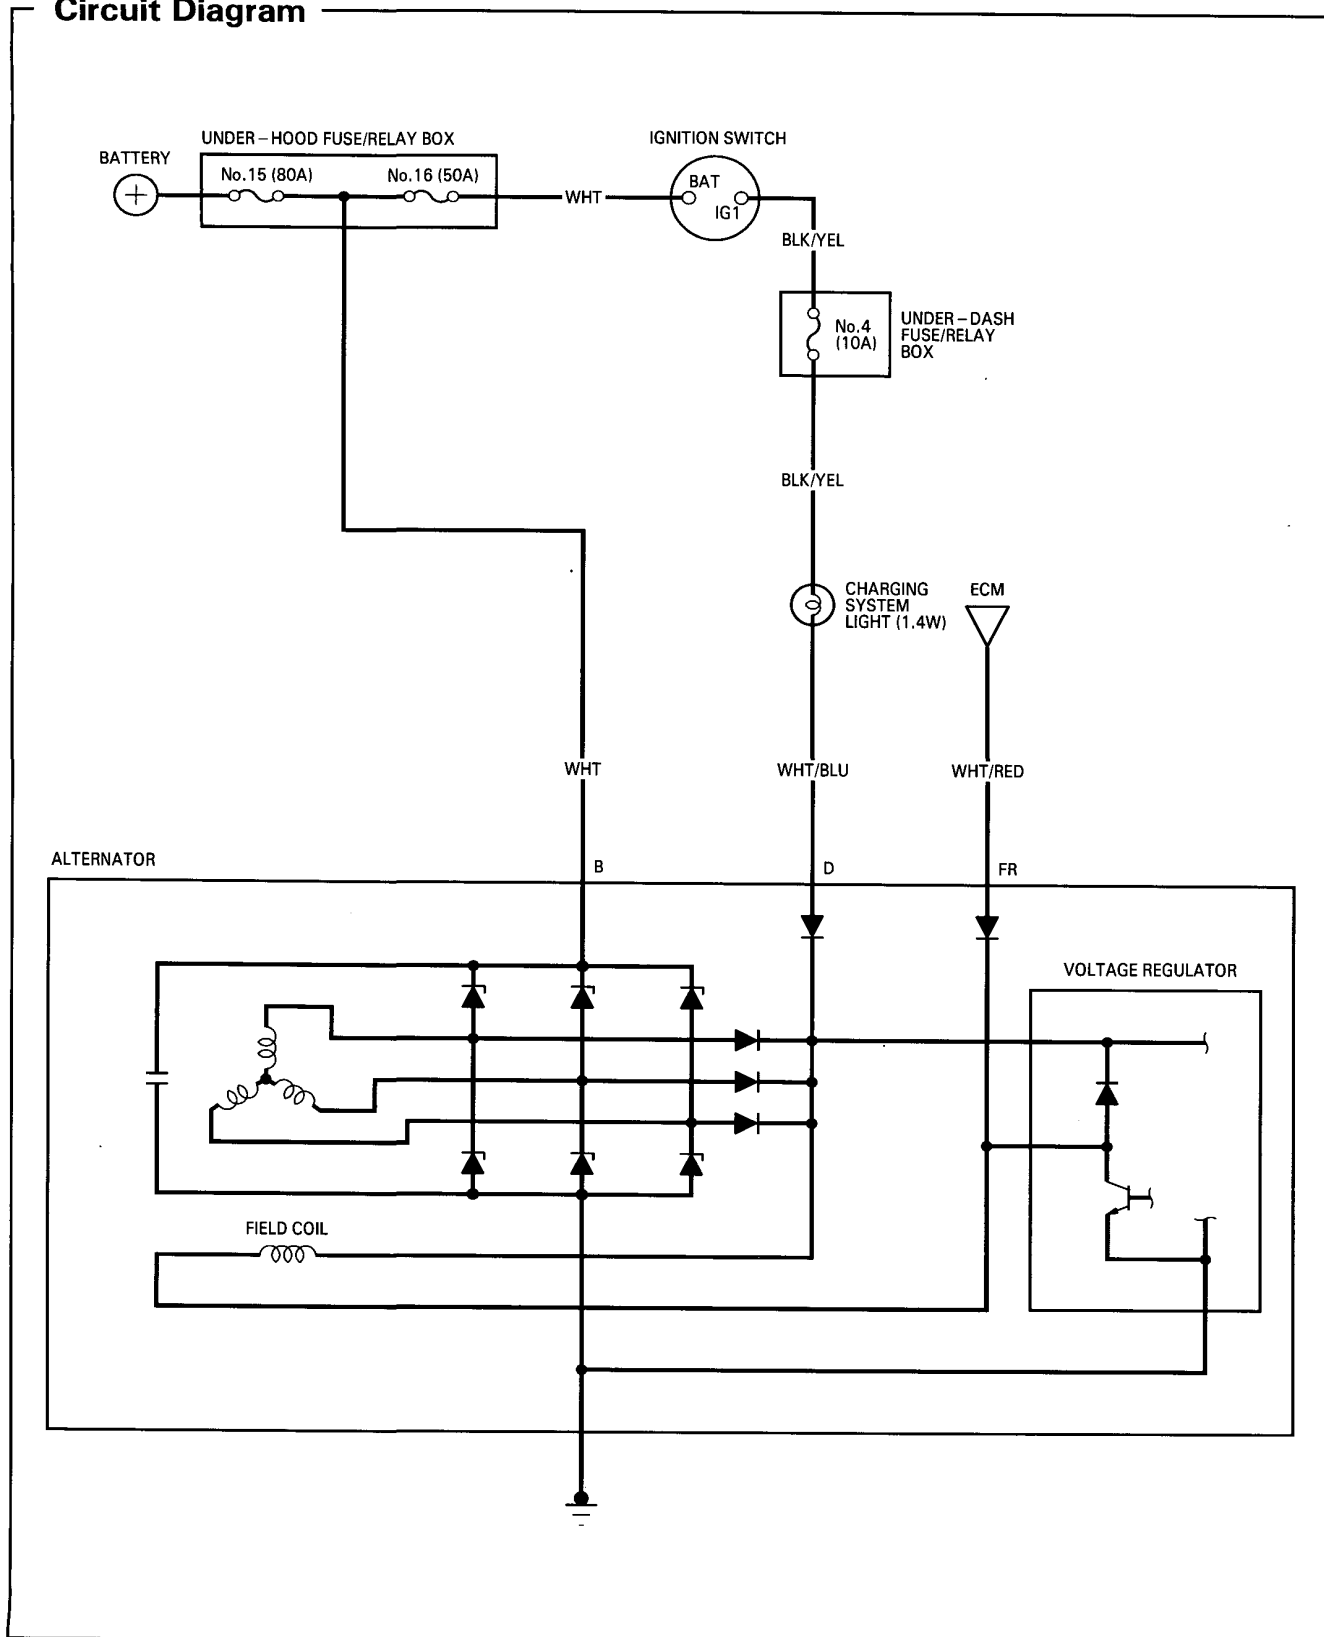 Circuit Diagram
UNDER–HOOD FUSE/RELAY BOX
IGNITION SWITCH
BATTERY
No.15 (80A)
No.16 (50A)
WHT
BAT
IG1
BLK/YEL
No.4
(10A)
UNDER–DASH
FUSE/RELAY
BOX
BLK/YEL
CHARGING
SYSTEM
LIGHT (1.4W)
ECM
WHT
WHT/BLU
WHT/RED
ALTERNATOR
B
D
FR
VOLTAGE REGULATOR
FIELD COIL